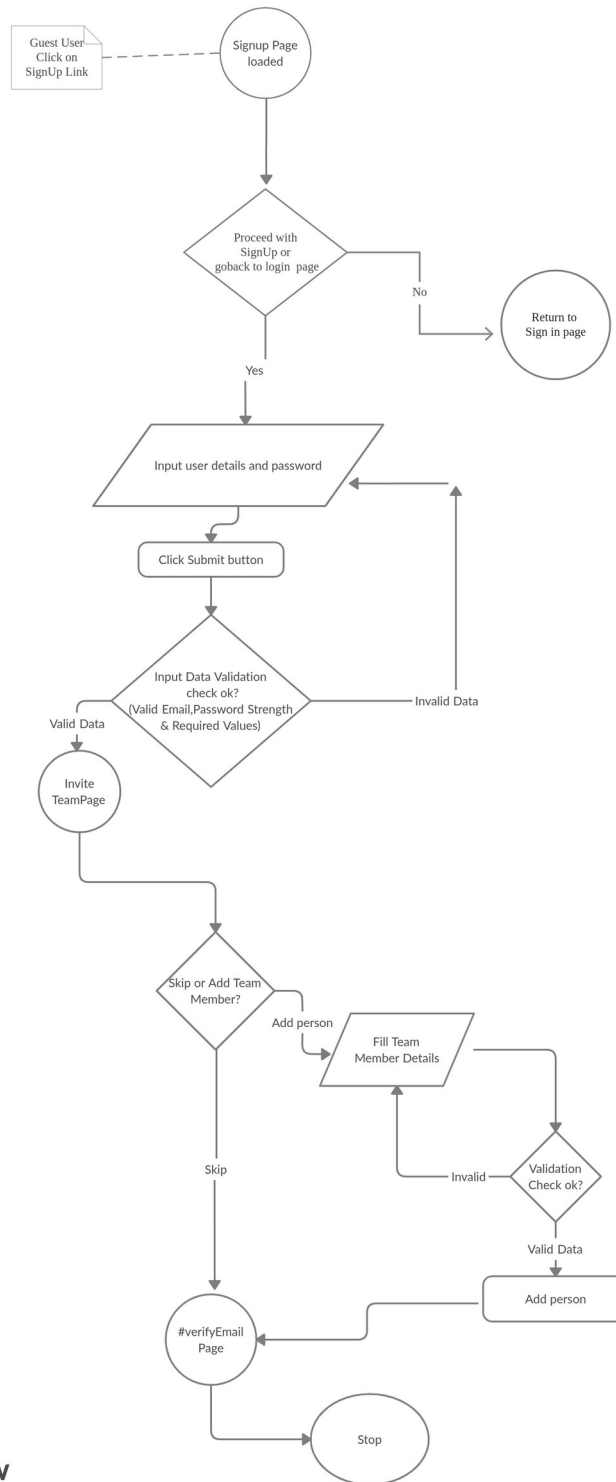 Guest User
Click on
SignUp Link
Signup Page
loaded
Proceed with
SignUp or
goback to login page
No
Return to
Sign in page
Yes
Input user details and password
Click Submit button
Input Data Validation
check ok?
(Valid Email,Password Strength
& Required Values)
Invalid Data
Valid Data
Invite
TeamPage
Skip or Add Team
Member?
Add person
Fill Team
Member Details
Skip
Invalid
Validation
Check ok?
Valid Data
Add person
#verifyEmail
Page
Stop